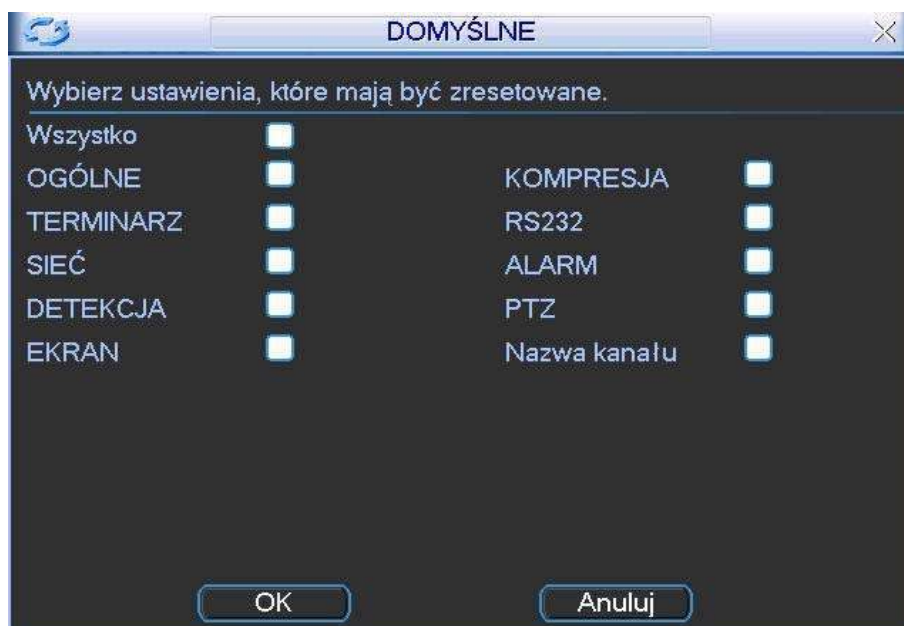 DOMYŚLNE
Wybierz ustawienia, które mają być zresetowane.
Wszystko
OGÓLNE KOMPRESJA
TERMINARZ RS232
SIEĆ ALARM
DETEKCJA PTZ
EKRAN Nazwa kanału
OK Anuluj